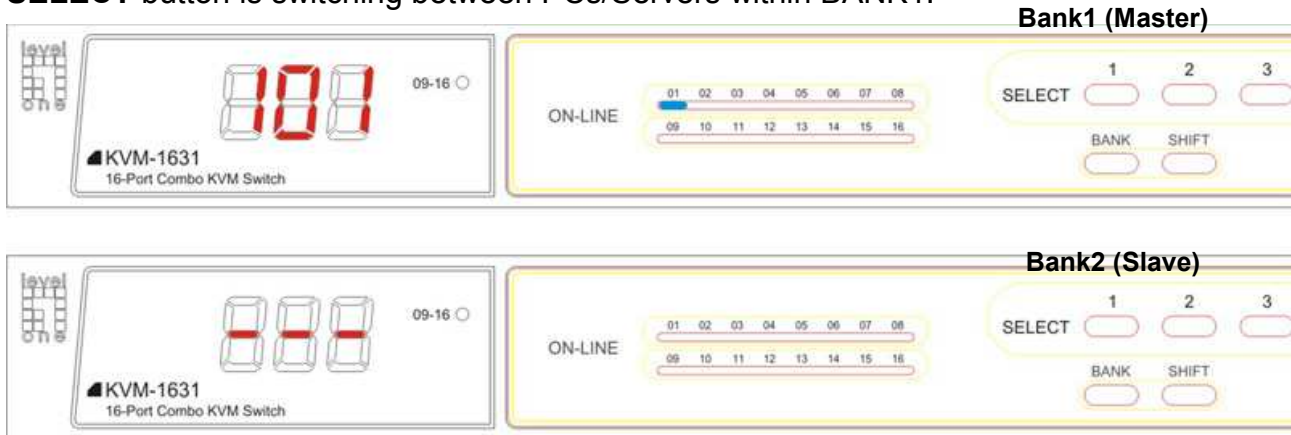 SELECT button is switching between PCs/Servers within BANK1.
Bank1 (Master)
level one
101
09-16
KVM-1631
16-Port Combo KVM Switch
ON-LINE
01 02 03 04 05 06 07 08
09 10 11 12 13 14 15 16
1 2 3
SELECT
BANK SHIFT
Bank2 (Slave)
level one
---
09-16
KVM-1631
16-Port Combo KVM Switch
ON-LINE
01 02 03 04 05 06 07 08
09 10 11 12 13 14 15 16
1 2 3
SELECT
BANK SHIFT